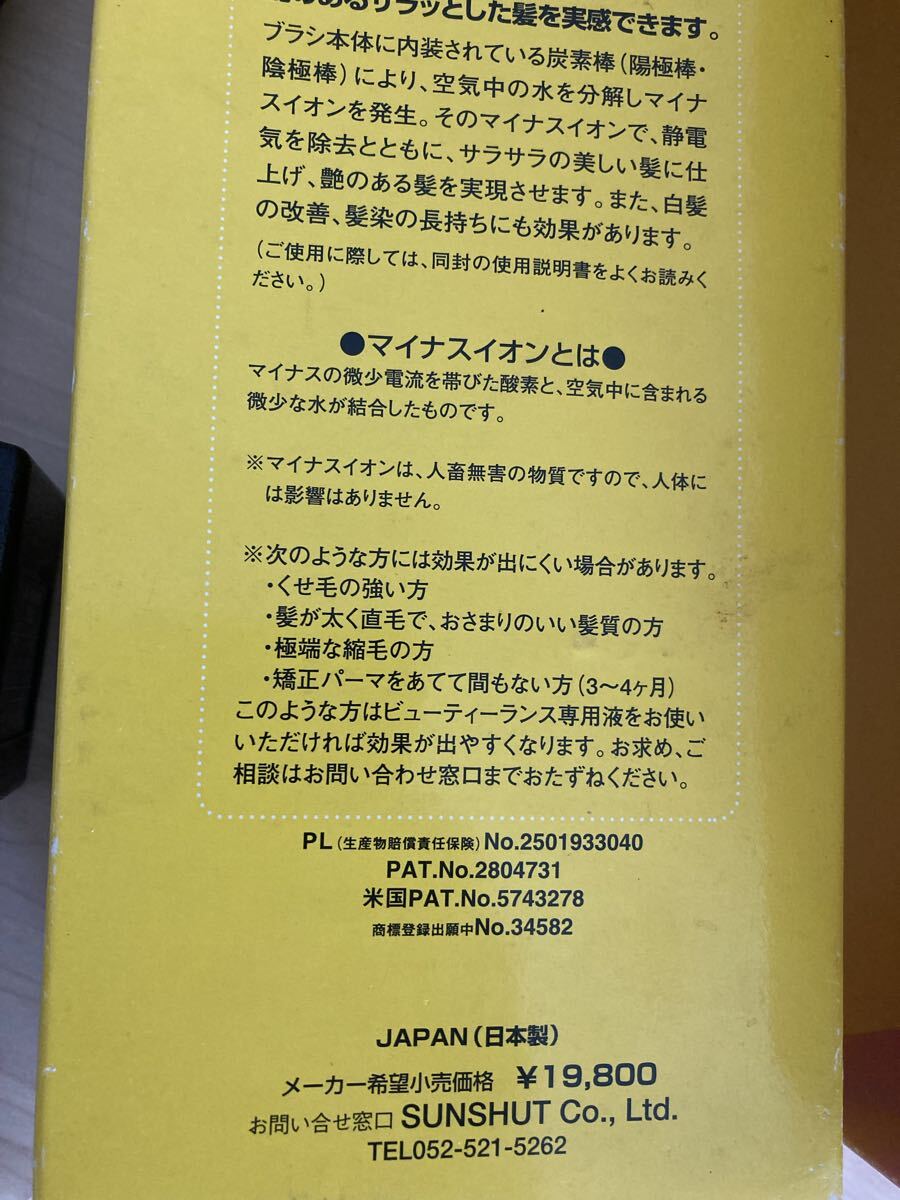 あるサラッとした髪を実感できます。
ブラシ本体に内装されている炭素棒(陽極棒・
陰極棒)により、空気中の水を分解しマイナ
スイオンを発生。そのマイナスイオンで、静電
気を除去とともに、サラサラの美しい髪に仕
上げ、艶のある髪を実現させます。また、白髪
の改善、髪染の長持ちにも効果があります。
(ご使用に際しては、同封の使用説明書をよくお読みく
ださい。)
●マイナスイオンとは●
マイナスの微少電流を帯びた酸素と、空気中に含まれる
微少な水が結合したものです。
※マイナスイオンは、人畜無害の物質ですので、人体に
は影響はありません。
※次のような方には効果が出にくい場合があります。
・くせ毛の強い方
・髪が太く直毛で、おさまりのいい髪質の方
・極端な縮毛の方
・矯正パーマをあてて間もない方(3〜4ヶ月)
このような方はビューティーランス専用液をお使い
いただければ効果が出やすくなります。お求め、ご
相談はお問い合わせ窓口までおたずねください。
PL(生産物賠償責任保険)No.2501933040
PAT.No.2804731
米国PAT.No.5743278
商標登録出願中No.34582
JAPAN(日本製)
メーカー希望小売価格 ¥19,800
お問い合せ窓口 SUNSHUT Co., Ltd.
TEL052-521-5262